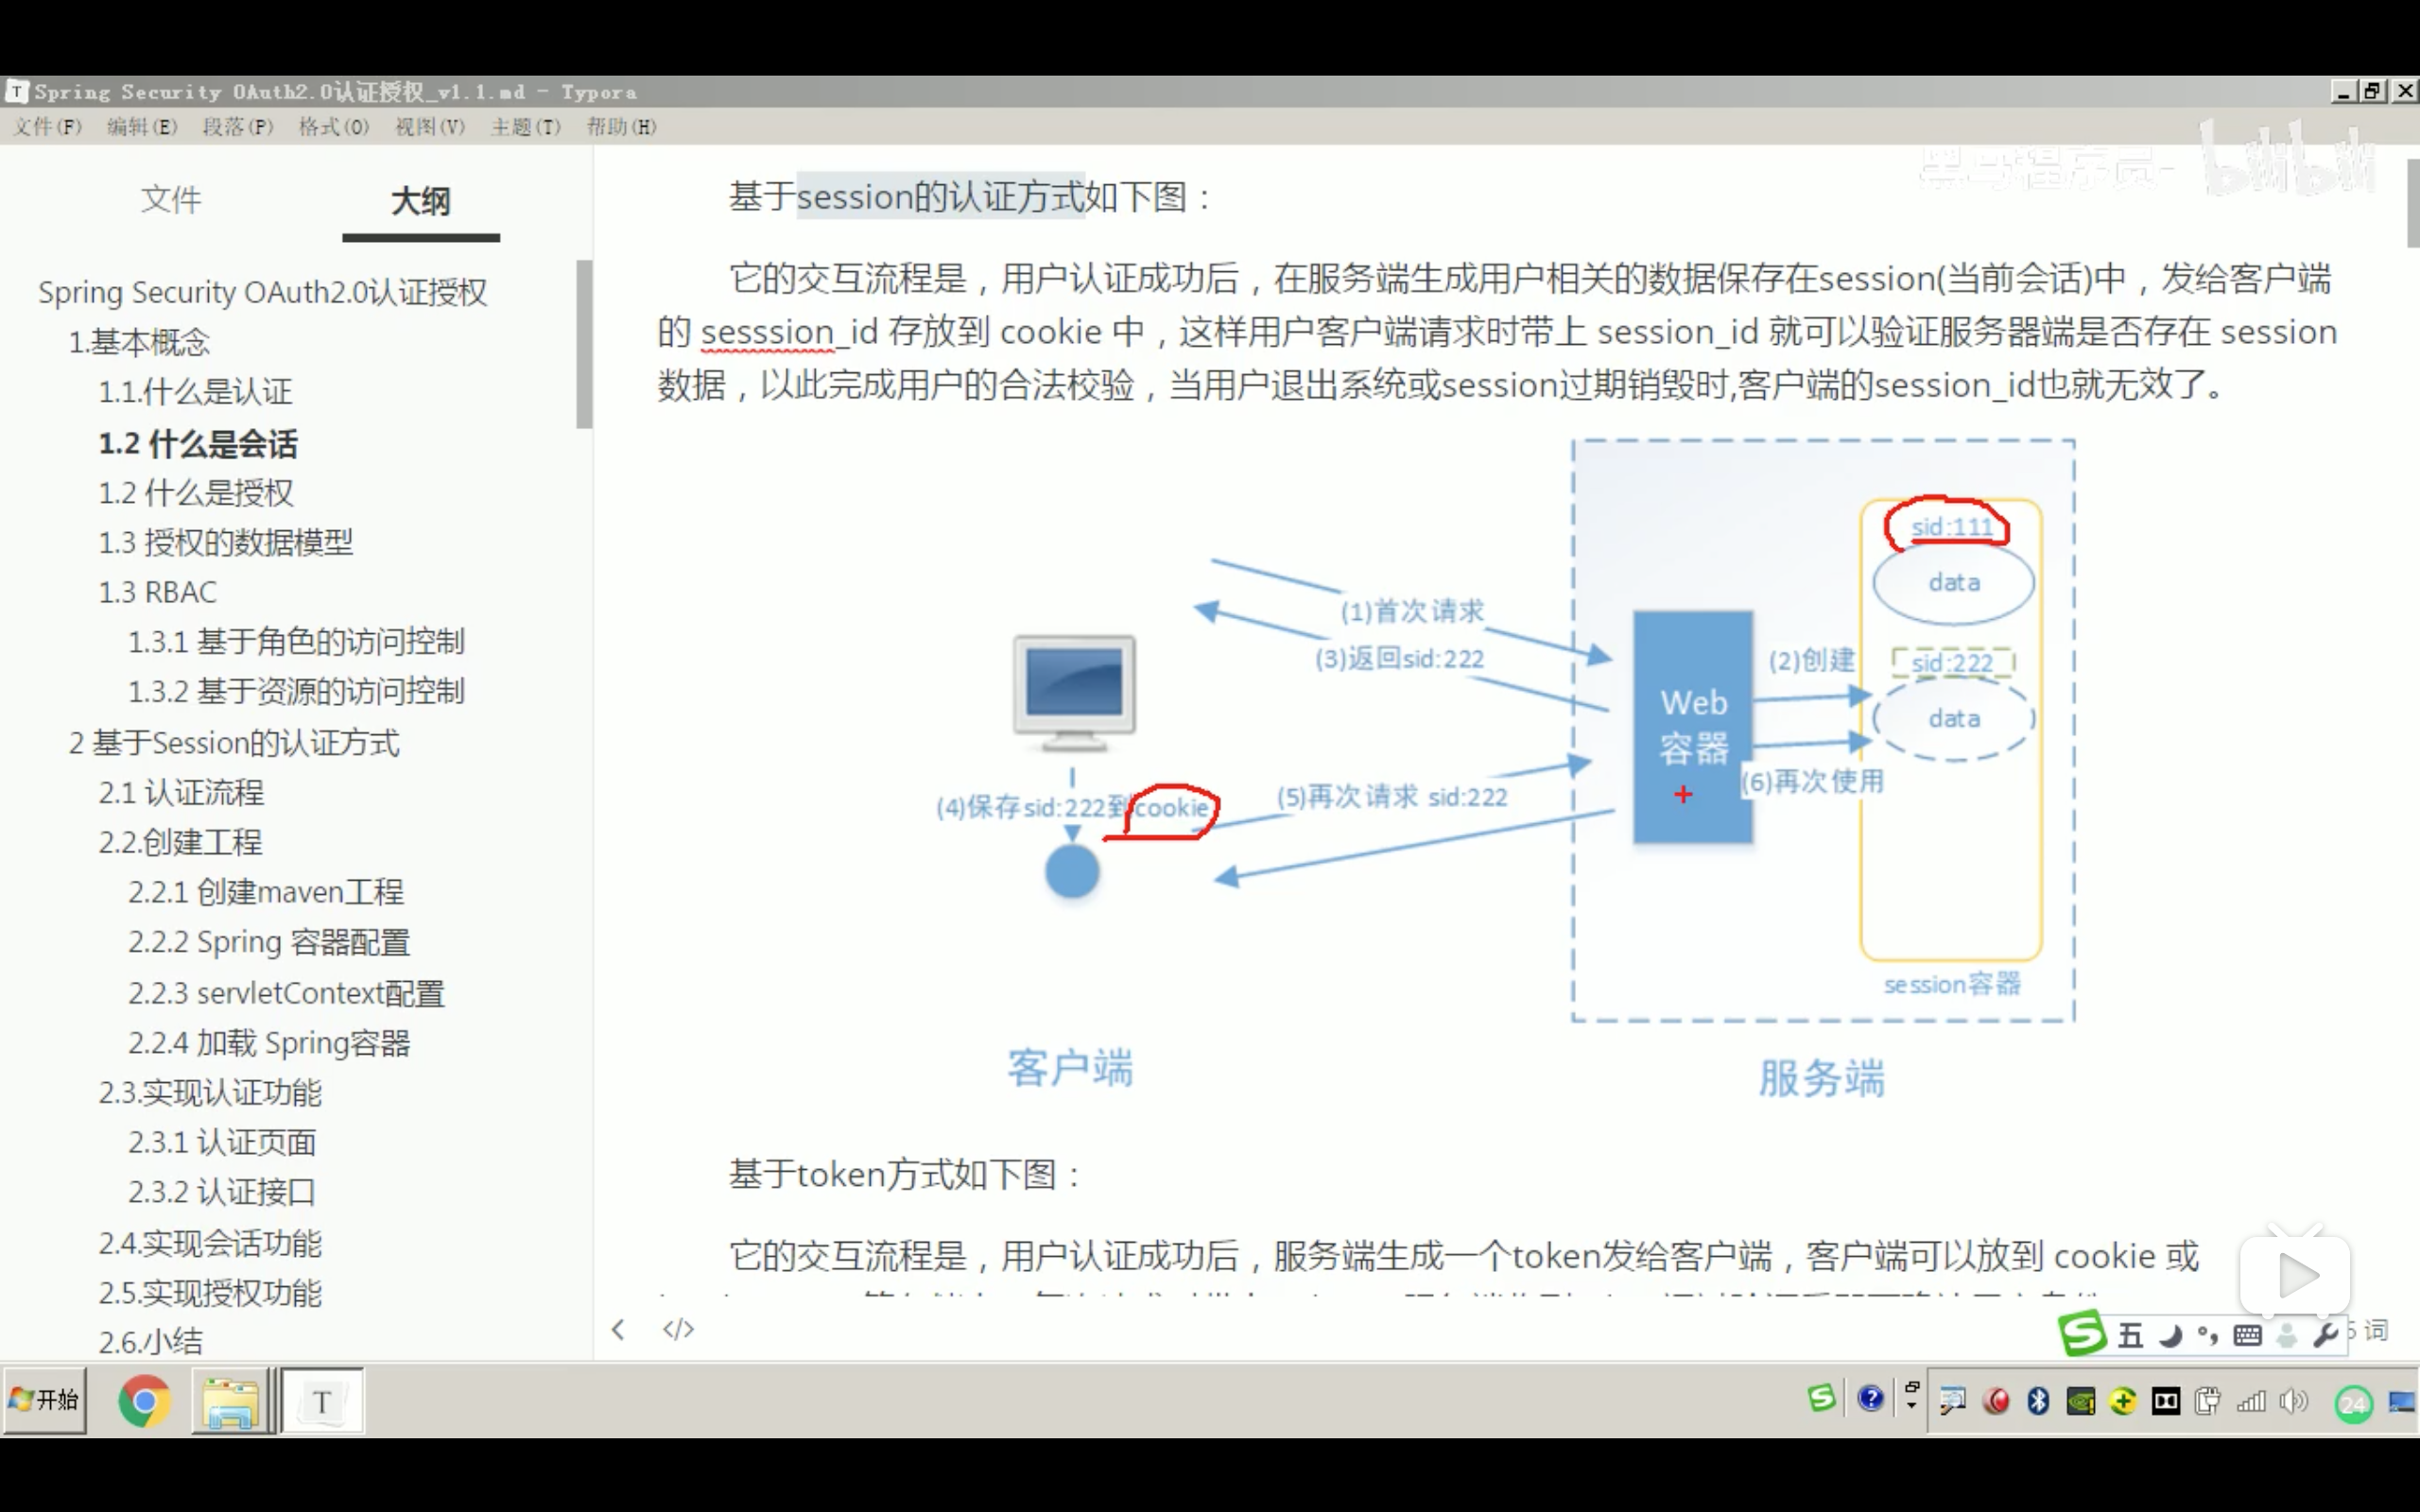 Spring Security OAuth2.0认证授权_v1.1.md - Typora
文件(F) 编辑(E) 段落(P) 格式(O) 视图(V) 主题(T) 帮助(H)
黑马程序员-
bilibili
文件 大纲
Spring Security OAuth2.0认证授权
1.基本概念
1.1.什么是认证
1.2 什么是会话
1.2 什么是授权
1.3 授权的数据模型
1.3 RBAC
1.3.1 基于角色的访问控制
1.3.2 基于资源的访问控制
2 基于Session的认证方式
2.1 认证流程
2.2.创建工程
2.2.1 创建maven工程
2.2.2 Spring 容器配置
2.2.3 servletContext配置
2.2.4 加载 Spring容器
2.3.实现认证功能
2.3.1 认证页面
2.3.2 认证接口
2.4.实现会话功能
2.5.实现授权功能
2.6.小结
基于session的认证方式如下图：
它的交互流程是，用户认证成功后，在服务端生成用户相关的数据保存在session(当前会话)中，发给客户端
的 sesssion_id 存放到 cookie 中，这样用户客户端请求时带上 session_id 就可以验证服务器端是否存在 session
数据，以此完成用户的合法校验，当用户退出系统或session过期销毁时,客户端的session_id也就无效了。
(1)首次请求
(3)返回sid:222
(4)保存sid:222到cookie
(5)再次请求 sid:222
Web
容器
(2)创建
(6)再次使用
sid:111
data
sid:222
data
session容器
客户端
服务端
基于token方式如下图：
它的交互流程是，用户认证成功后，服务端生成一个token发给客户端，客户端可以放到 cookie 或
</>
五
词
开始
T
24